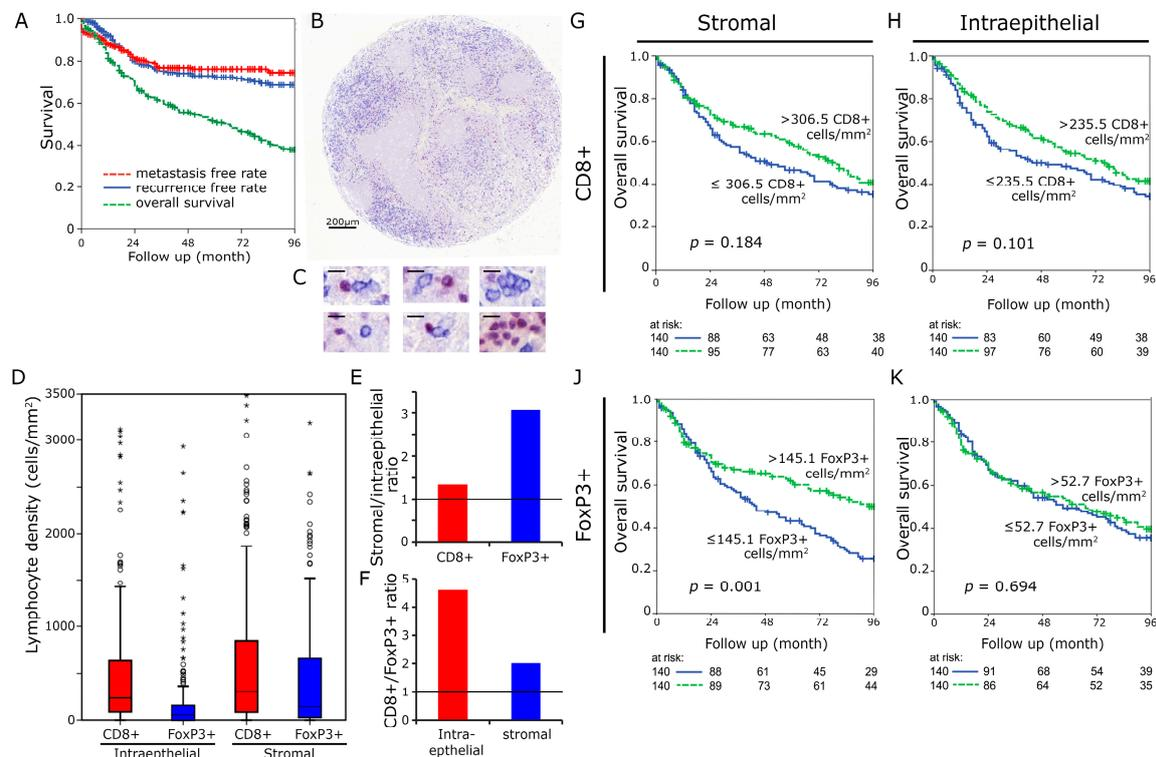 A
1.0
0.8
0.6
0.4
0.2
0
Survival
metastasis free rate
recurrence free rate
overall survival
0 24 48 72 96
Follow up (month)
B
200µm
C
D
Lymphocyte density (cells/mm²)
3500
3000
2000
1000
0
CD8+ FoxP3+ CD8+ FoxP3+
Intraepithelial Stromal
E
Stromal/intraepithelial
ratio
3
2
1
0
CD8+ FoxP3+
F
CD8+/FoxP3+ ratio
5
4
3
2
1
0
Intra-
epthelial
stromal
Stromal
Intraepithelial
CD8+
G
Overall survival
1.0
0.8
0.6
0.4
0.2
0
>306.5 CD8+
cells/mm²
≤ 306.5 CD8+
cells/mm²
p = 0.184
0 24 48 72 96
Follow up (month)
at risk:
140 88 63 48 38
140 95 77 63 40
H
Overall survival
1.0
0.8
0.6
0.4
0.2
0
>235.5 CD8+
cells/mm²
≤235.5 CD8+
cells/mm²
p = 0.101
0 24 48 72 96
Follow up (month)
at risk:
140 83 60 49 38
140 97 76 60 39
FoxP3+
J
Overall survival
1.0
0.8
0.6
0.4
0.2
0
>145.1 FoxP3+
cells/mm²
≤145.1 FoxP3+
cells/mm²
p = 0.001
0 24 48 72 96
Follow up (month)
at risk:
140 88 61 45 29
140 89 73 61 44
K
Overall survival
1.0
0.8
0.6
0.4
0.2
0
>52.7 FoxP3+
cells/mm²
≤52.7 FoxP3+
cells/mm²
p = 0.694
0 24 48 72 96
Follow up (month)
at risk:
140 91 68 54 39
140 86 64 52 35